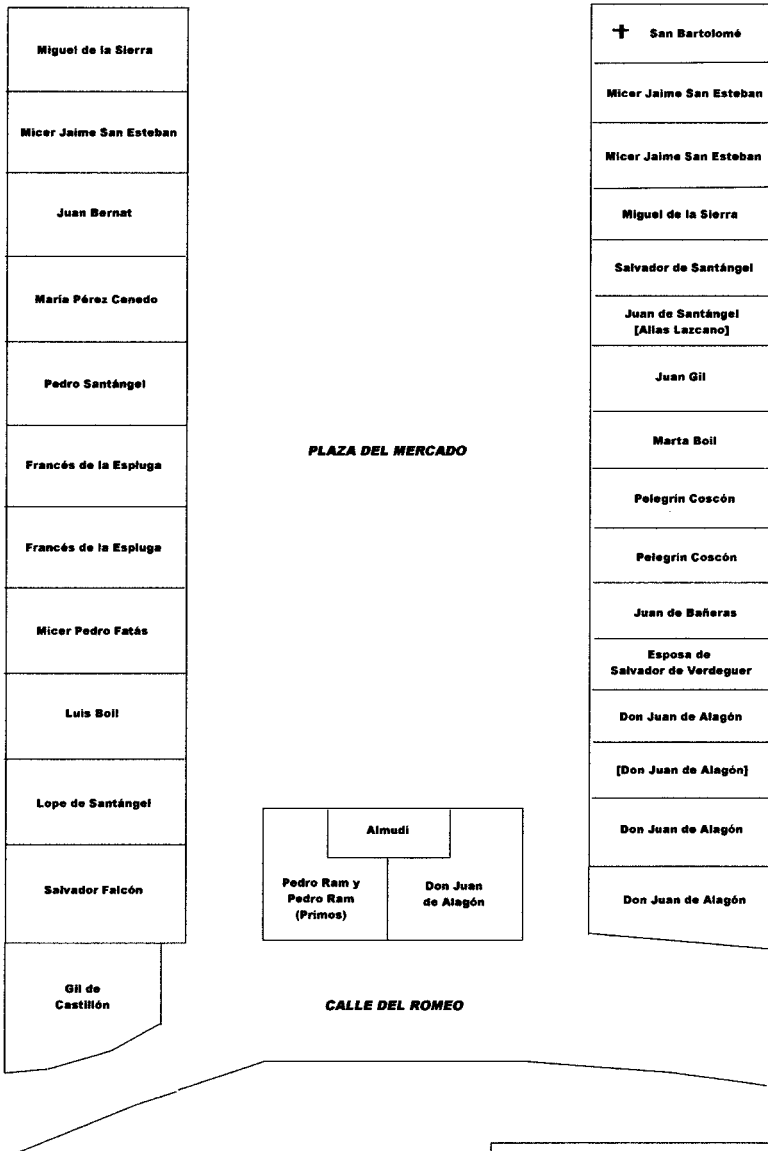 Miguel de la Sierra
Micer Jaime San Esteban
Juan Bernat
María Pérez Cenedo
Pedro Santángel
Francés de la Espluga
Francés de la Espluga
Micer Pedro Fatás
Luis Boil
Lope de Santángel
Salvador Falcón
Gil de
Castillón
PLAZA DEL MERCADO
Almudí
Pedro Ram y
Pedro Ram
(Primos)
Don Juan
de Alagón
CALLE DEL ROMEO
San Bartolomé
Micer Jaime San Esteban
Micer Jaime San Esteban
Miguel de la Sierra
Salvador de Santángel
Juan de Santángel
[Alias Lazcano]
Juan Gil
Marta Boil
Pelegrín Coscón
Pelegrín Coscón
Juan de Bañeras
Esposa de
Salvador de Verdeguer
Don Juan de Alagón
[Don Juan de Alagón]
Don Juan de Alagón
Don Juan de Alagón